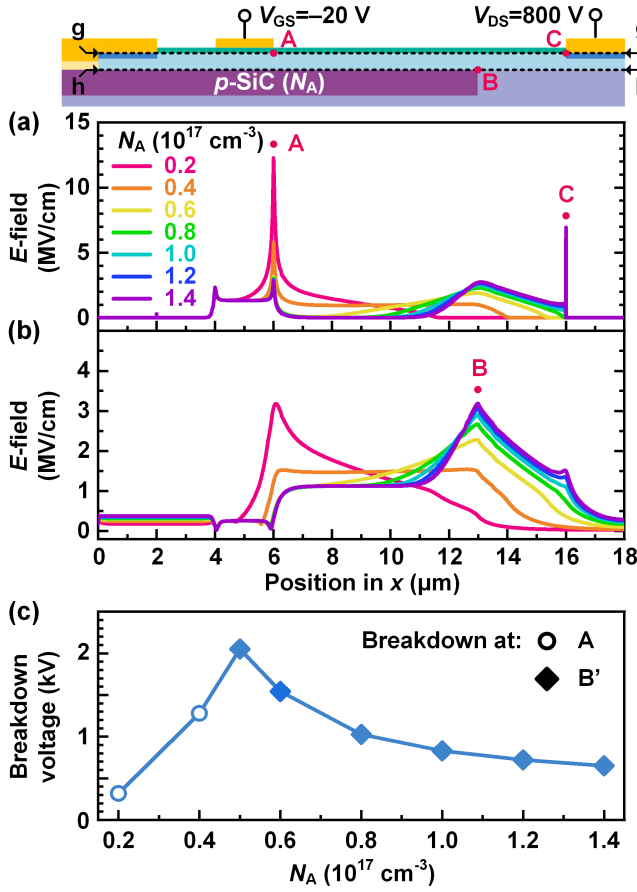 V_GS=–20 V V_DS=800 V
g A C
h p-SiC (N_A) B
(a)
N_A (10^17 cm^-3)
0.2
0.4
0.6
0.8
1.0
1.2
1.4
A
C
15
10
5
0
E-field
(MV/cm)
(b)
B
4
3
2
1
0
E-field
(MV/cm)
0 2 4 6 8 10 12 14 16 18
Position in x (µm)
(c)
Breakdown at: A
B’
2
1
0
Breakdown
voltage (kV)
0.2 0.4 0.6 0.8 1.0 1.2 1.4
N_A (10^17 cm^-3)